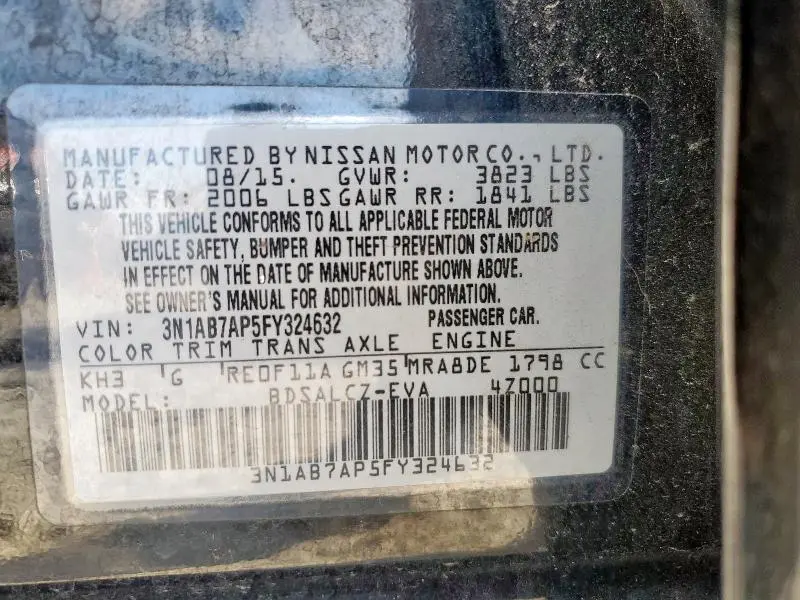 MANUFACTURED BY NISSAN MOTOR CO., LTD.
DATE: 08/15. GVWR: 3823 LBS
GAWR FR: 2006 LBS GAWR RR: 1841 LBS
THIS VEHICLE CONFORMS TO ALL APPLICABLE FEDERAL MOTOR
VEHICLE SAFETY, BUMPER AND THEFT PREVENTION STANDARDS
IN EFFECT ON THE DATE OF MANUFACTURE SHOWN ABOVE.
SEE OWNER'S MANUAL FOR ADDITIONAL INFORMATION.
VIN: 3N1AB7AP5FY324632 PASSENGER CAR.
COLOR TRIM TRANS AXLE ENGINE
KH3 G RE0F11A GM35 MRA8DE 1798 CC
MODEL: BDSALCZ-EVA 4Z000
3N1AB7AP5FY324632